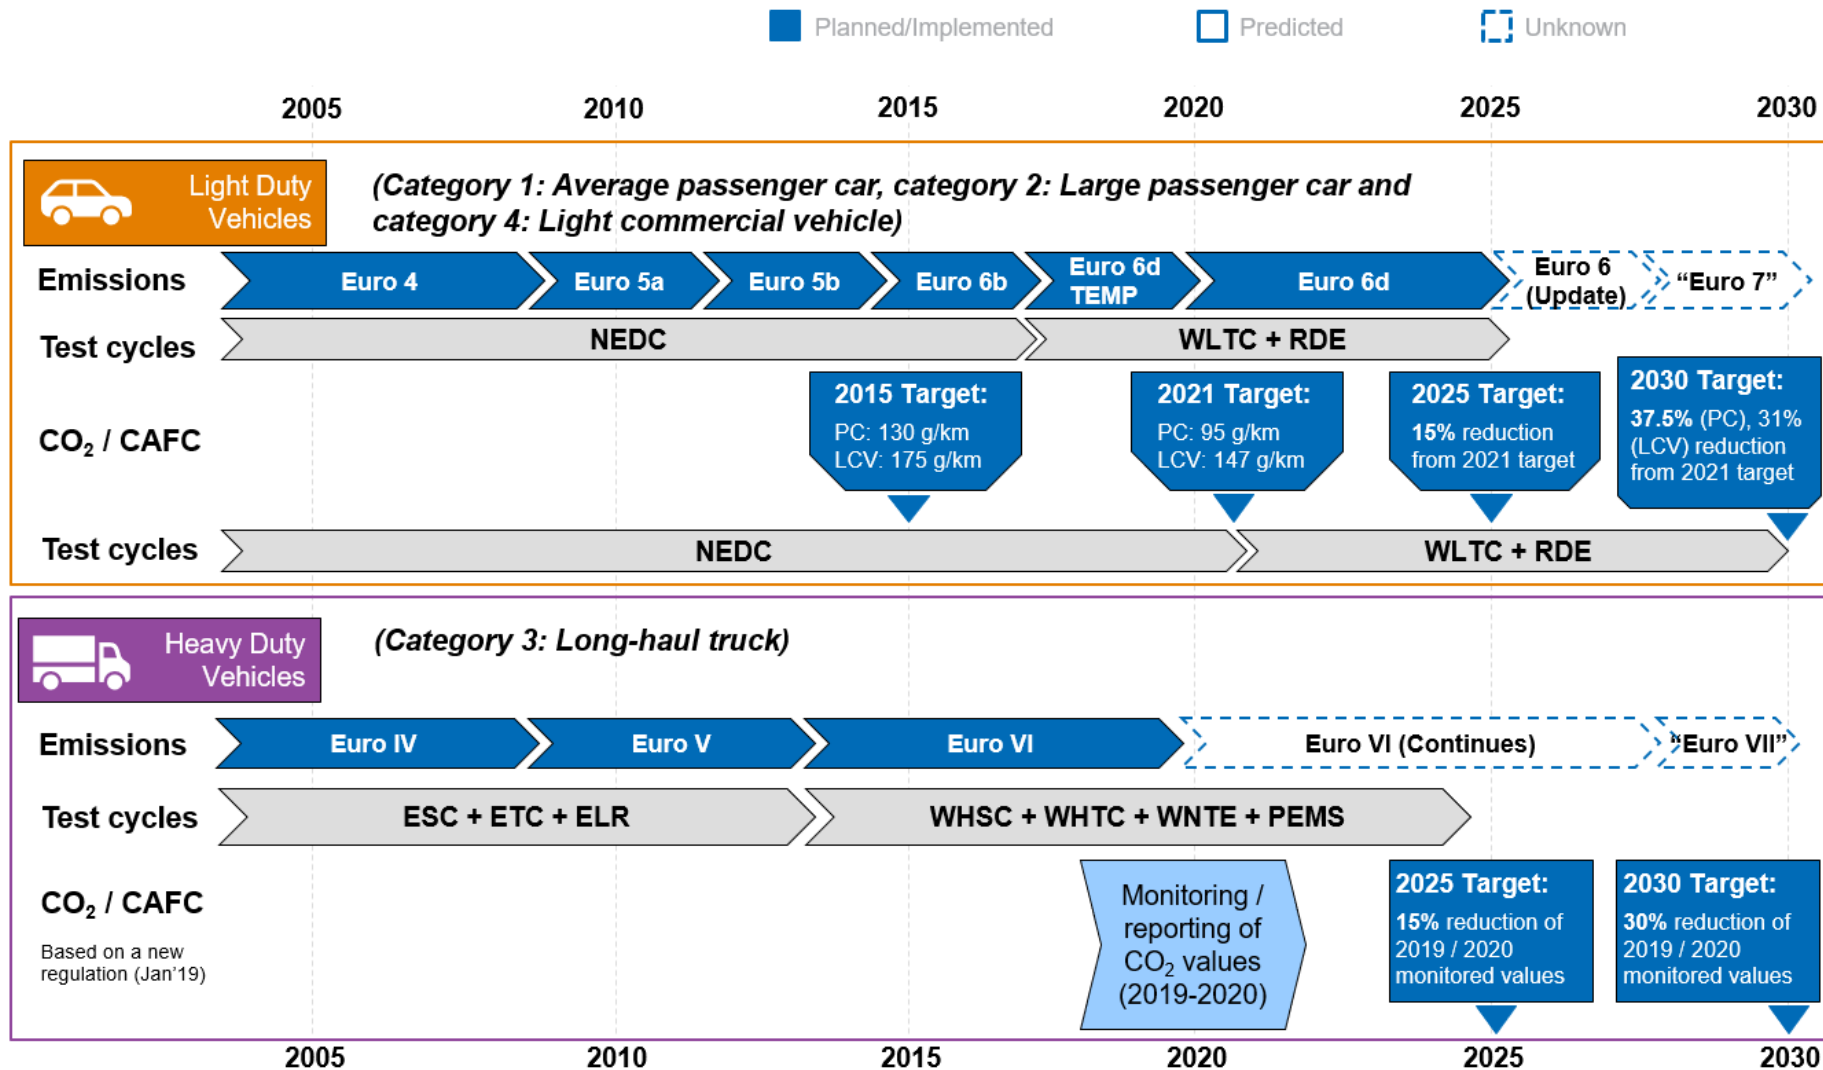 Planned/Implemented Predicted Unknown
2005 2010 2015 2020 2025 2030
Light Duty
Vehicles
(Category 1: Average passenger car, category 2: Large passenger car and
category 4: Light commercial vehicle)
Emissions
Euro 4
Euro 5a
Euro 5b
Euro 6b
Euro 6d
TEMP
Euro 6d
Euro 6
(Update)
“Euro 7”
Test cycles
NEDC
WLTC + RDE
CO₂ / CAFC
2015 Target:
PC: 130 g/km
LCV: 175 g/km
2021 Target:
PC: 95 g/km
LCV: 147 g/km
2025 Target:
15% reduction
from 2021 target
2030 Target:
37.5% (PC), 31%
(LCV) reduction
from 2021 target
Test cycles
NEDC
WLTC + RDE
Heavy Duty
Vehicles
(Category 3: Long-haul truck)
Emissions
Euro IV
Euro V
Euro VI
Euro VI (Continues)
“Euro VII”
Test cycles
ESC + ETC + ELR
WHSC + WHTC + WNTE + PEMS
CO₂ / CAFC
Based on a new
regulation (Jan’19)
Monitoring /
reporting of
CO₂ values
(2019-2020)
2025 Target:
15% reduction of
2019 / 2020
monitored values
2030 Target:
30% reduction of
2019 / 2020
monitored values
2005 2010 2015 2020 2025 2030